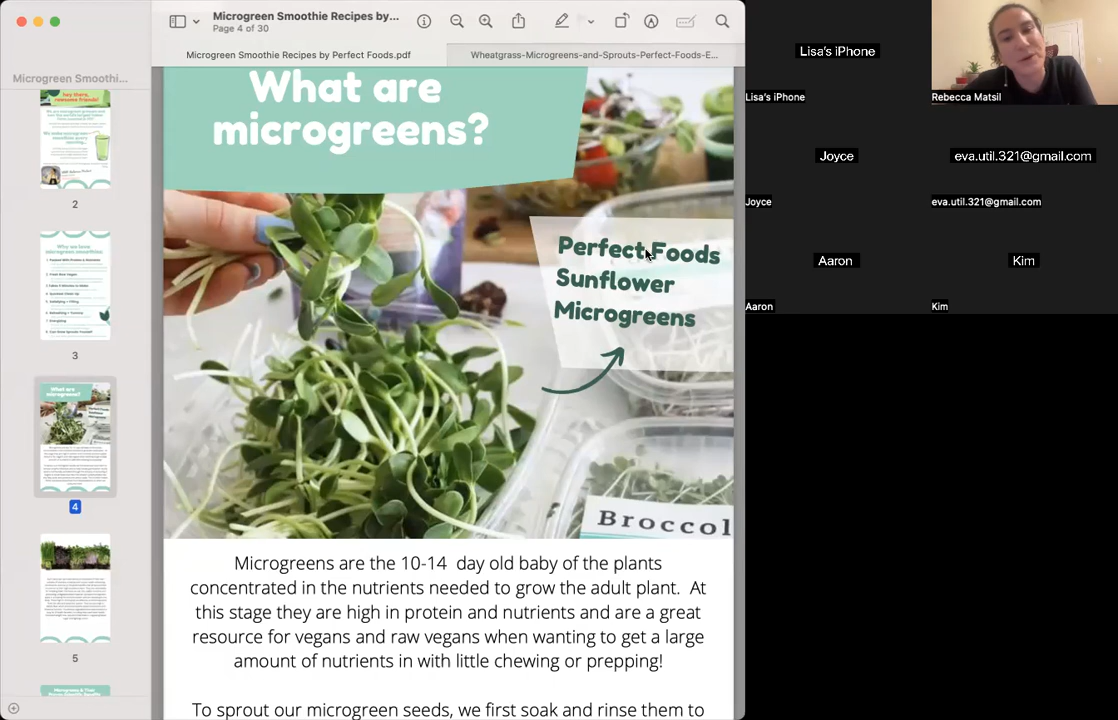 Microgreen Smoothie Recipes by...
Page 4 of 30
Microgreen Smoothie Recipes by Perfect Foods.pdf
Wheatgrass-Microgreens-and-Sprouts-Perfect-Foods-E...
Microgreen Smoothi...
2
3
4
5
What are
microgreens?
Perfect Foods
Sunflower
Microgreens
Broccol
Microgreens are the 10-14 day old baby of the plants
concentrated in the nutrients needed to grow the adult plant. At
this stage they are high in protein and nutrients and are a great
resource for vegans and raw vegans when wanting to get a large
amount of nutrients in with little chewing or prepping!
To sprout our microgreen seeds, we first soak and rinse them to
Lisa's iPhone
Lisa's iPhone
Rebecca Matsil
Joyce
Joyce
eva.util.321@gmail.com
eva.util.321@gmail.com
Aaron
Aaron
Kim
Kim